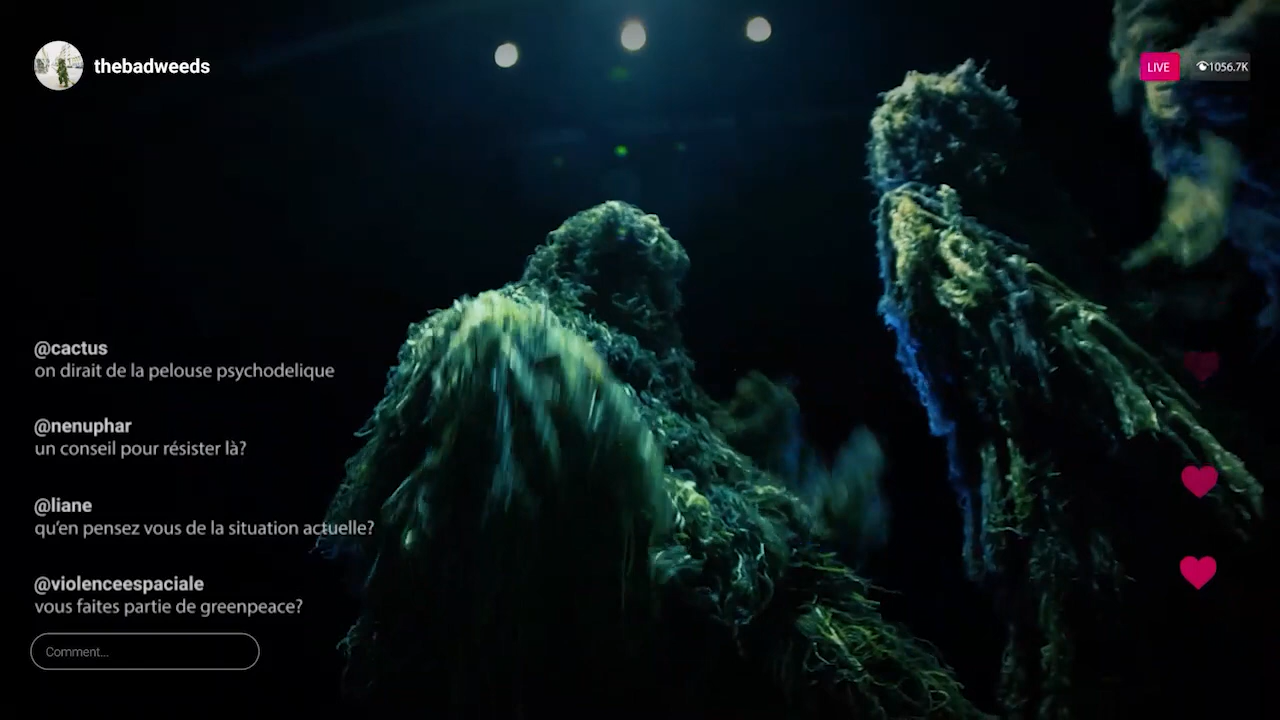 thebadweeds
LIVE
1056.7K
@cactus
on dirait de la pelouse psychodelique
@nenuphar
un conseil pour résister là?
@liane
qu'en pensez vous de la situation actuelle?
@violenceespaciale
vous faites partie de greenpeace?
Comment...